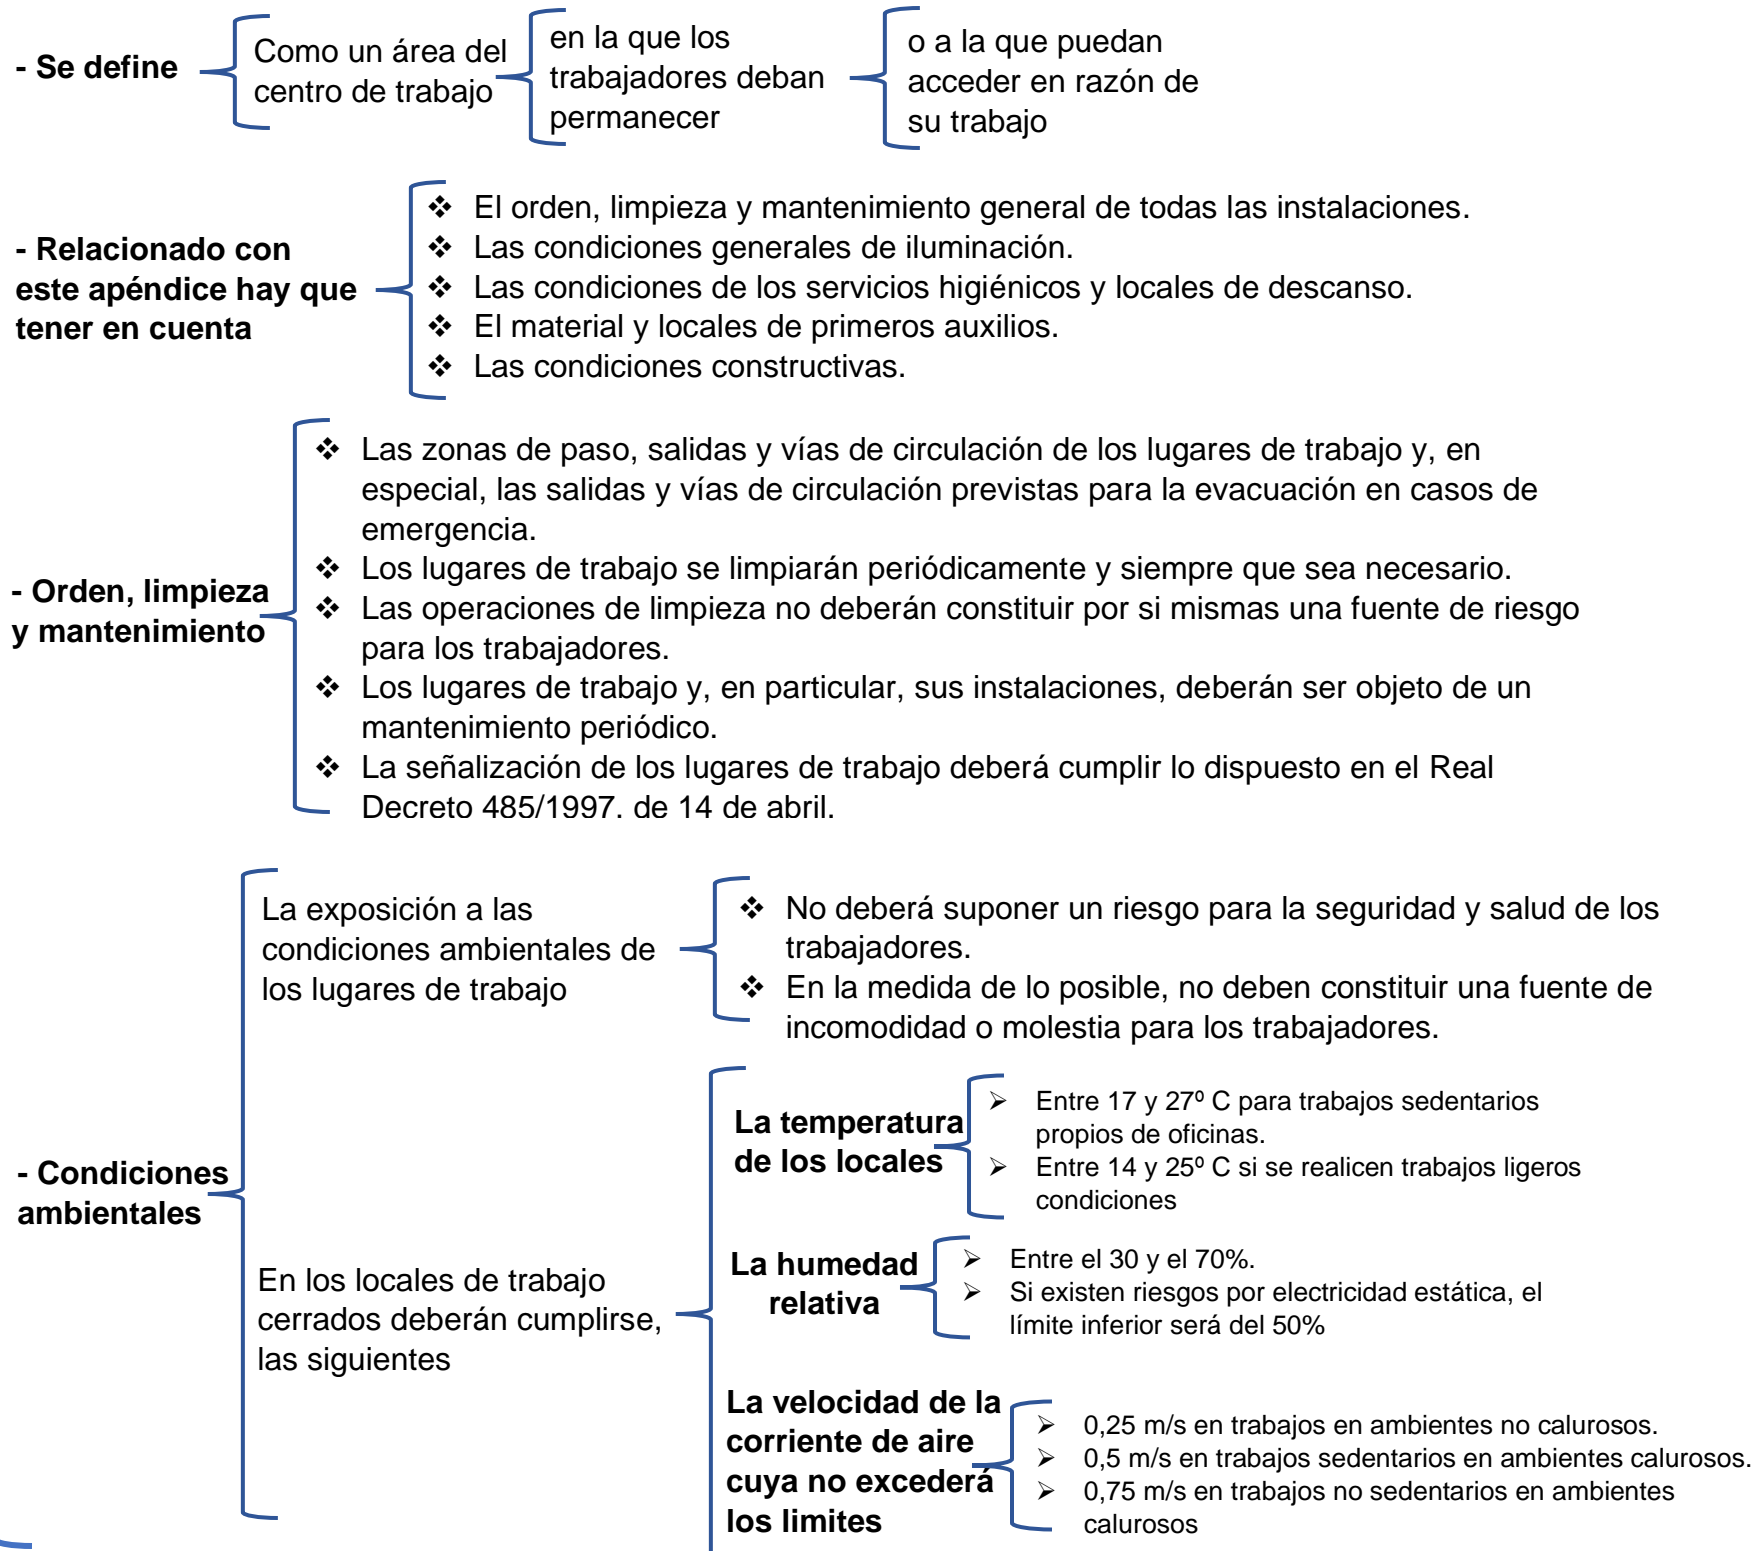 - Se define
Como un área del
centro de trabajo
en la que los
trabajadores deban
permanecer
o a la que puedan
acceder en razón de
su trabajo
- Relacionado con
este apéndice hay que
tener en cuenta
❖ El orden, limpieza y mantenimiento general de todas las instalaciones.
❖ Las condiciones generales de iluminación.
❖ Las condiciones de los servicios higiénicos y locales de descanso.
❖ El material y locales de primeros auxilios.
❖ Las condiciones constructivas.
- Orden, limpieza
y mantenimiento
❖ Las zonas de paso, salidas y vías de circulación de los lugares de trabajo y, en
especial, las salidas y vías de circulación previstas para la evacuación en casos de
emergencia.
❖ Los lugares de trabajo se limpiarán periódicamente y siempre que sea necesario.
❖ Las operaciones de limpieza no deberán constituir por si mismas una fuente de riesgo
para los trabajadores.
❖ Los lugares de trabajo y, en particular, sus instalaciones, deberán ser objeto de un
mantenimiento periódico.
❖ La señalización de los lugares de trabajo deberá cumplir lo dispuesto en el Real
Decreto 485/1997. de 14 de abril.
- Condiciones
ambientales
La exposición a las
condiciones ambientales de
los lugares de trabajo
❖ No deberá suponer un riesgo para la seguridad y salud de los
trabajadores.
❖ En la medida de lo posible, no deben constituir una fuente de
incomodidad o molestia para los trabajadores.
En los locales de trabajo
cerrados deberán cumplirse,
las siguientes
La temperatura
de los locales
➢ Entre 17 y 27º C para trabajos sedentarios
propios de oficinas.
➢ Entre 14 y 25º C si se realicen trabajos ligeros
condiciones
La humedad
relativa
➢ Entre el 30 y el 70%.
➢ Si existen riesgos por electricidad estática, el
límite inferior será del 50%
La velocidad de la
corriente de aire
cuya no excederá
los limites
➢ 0,25 m/s en trabajos en ambientes no calurosos.
➢ 0,5 m/s en trabajos sedentarios en ambientes calurosos.
➢ 0,75 m/s en trabajos no sedentarios en ambientes
calurosos